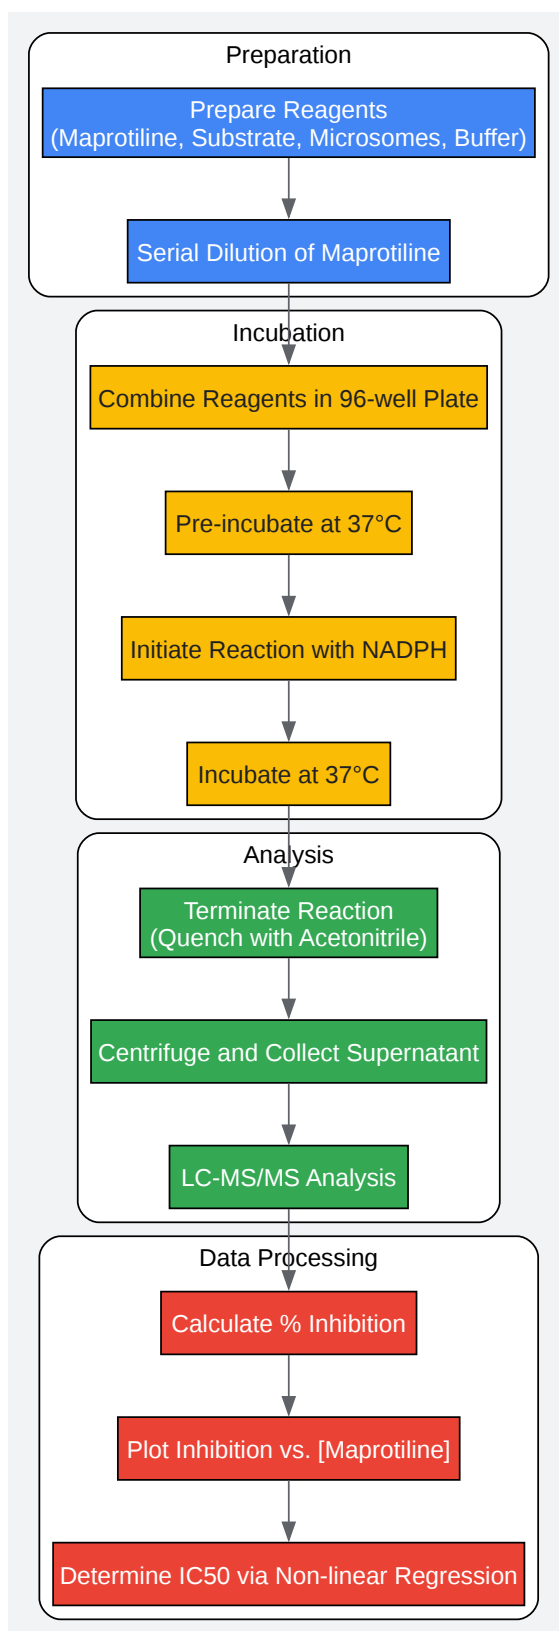 Preparation
Prepare Reagents
(Maprotiline, Substrate, Microsomes, Buffer)
Serial Dilution of Maprotiline
Incubation
Combine Reagents in 96-well Plate
Pre-incubate at 37°C
Initiate Reaction with NADPH
Incubate at 37°C
Analysis
Terminate Reaction
(Quench with Acetonitrile)
Centrifuge and Collect Supernatant
LC-MS/MS Analysis
Data Processing
Calculate % Inhibition
Plot Inhibition vs. [Maprotiline]
Determine IC50 via Non-linear Regression